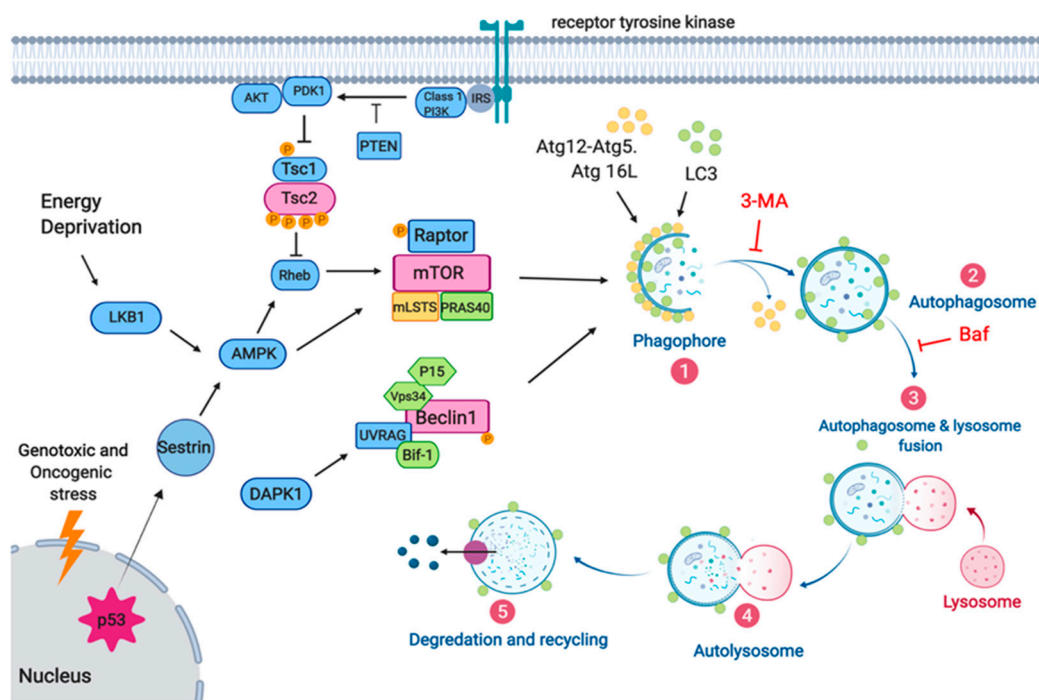 receptor tyrosine kinase
AKT
PDK1
Class 1
PI3K
IRS
PTEN
P
Tsc1
Tsc2
P P P P
Rheb
Energy
Deprivation
LKB1
AMPK
Sestrin
Genotoxic and
Oncogenic
stress
p53
Nucleus
P
Raptor
mTOR
mLSTS
PRAS40
P15
Vps34
Beclin1
UVRAG
P
Bif-1
DAPK1
Atg12-Atg5.
Atg 16L
LC3
3-MA
Phagophore
1
2
Autophagosome
Baf
3
Autophagosome & lysosome
fusion
Lysosome
4
Autolysosome
5
Degredation and recycling